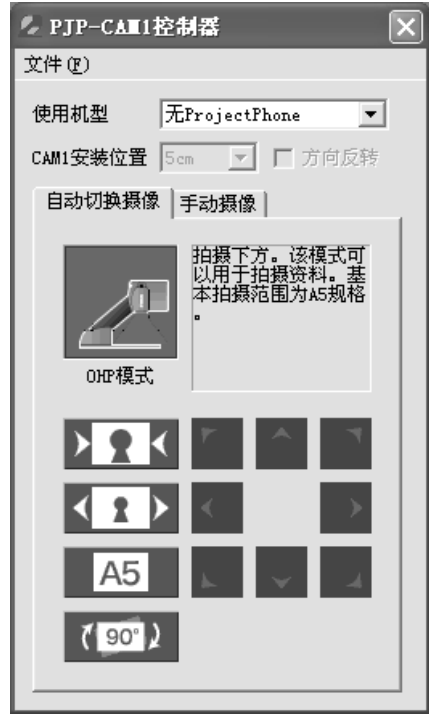 PJP-CAM1控制器
文件(F)
使用机型 无ProjectPhone
CAM1安装位置 5cm 方向反转
自动切换摄像 手动摄像
拍摄下方。该模式可
以用于拍摄资料。基
本拍摄范围为A5规格
。
OHP模式
A5
90°